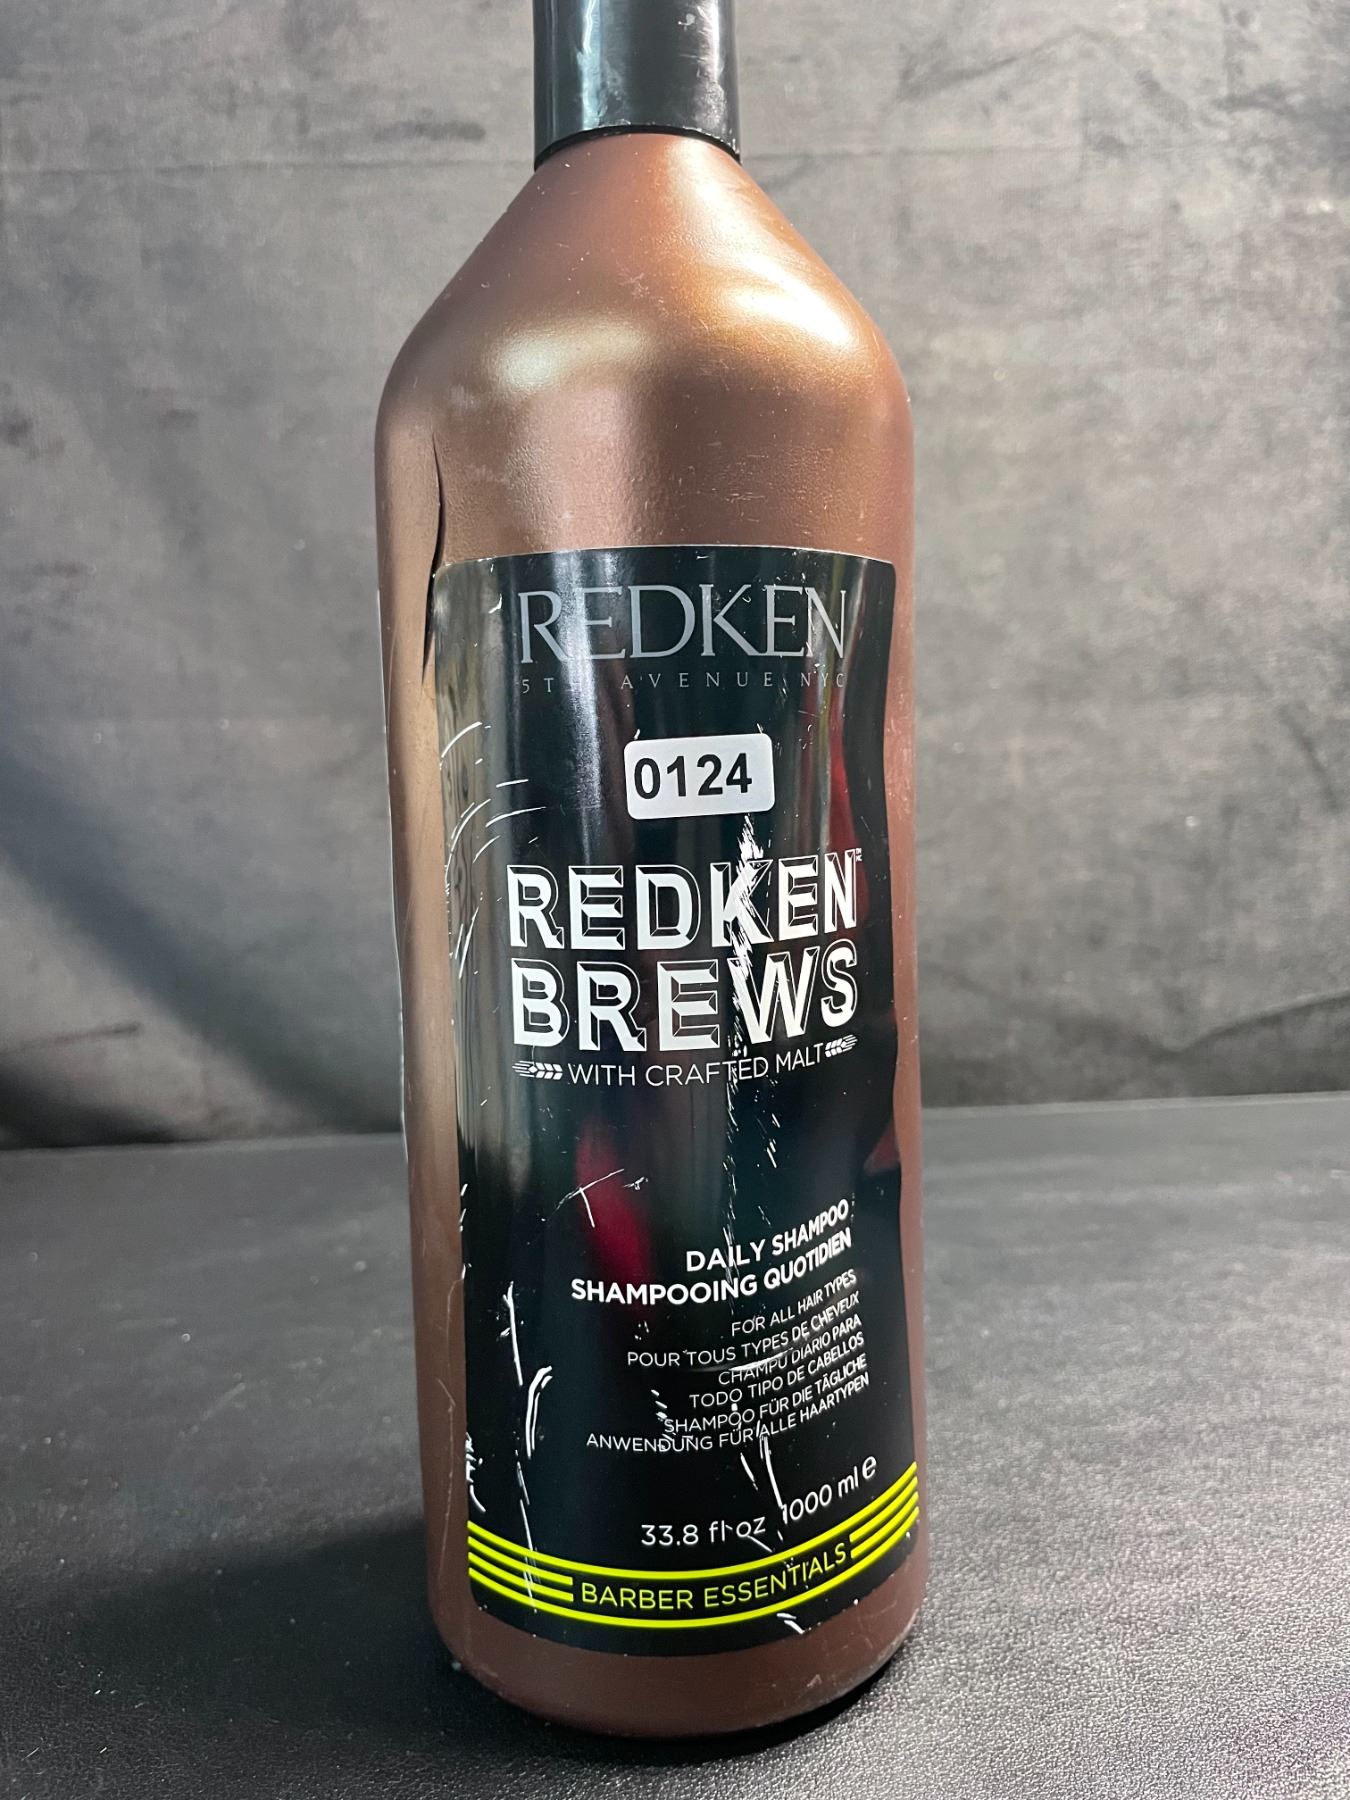 REDKEN
5TH AVENUE NYC
0124
REDKEN
BREWS
WITH CRAFTED MALT
DAILY SHAMPOO
SHAMPOOING QUOTIDIEN
FOR ALL HAIR TYPES
POUR TOUS TYPES DE CHEVEUX
CHAMPÚ DIÁRIO PARA
TODO TIPO DE CABELLOS
SHAMPOO FÜR DIE TÄGLICHE
ANWENDUNG FÜR ALLE HAARTYPEN
33.8 fl oz 1000 ml e
BARBER ESSENTIALS